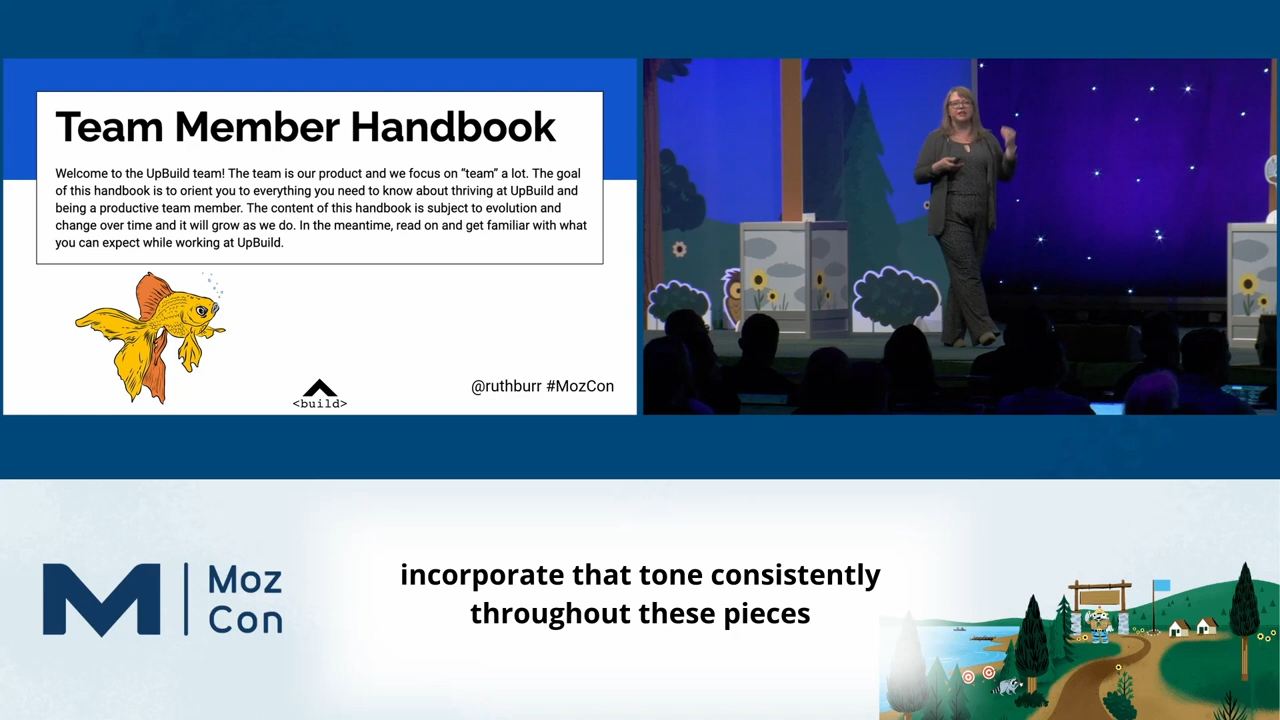 Team Member Handbook
Welcome to the UpBuild team! The team is our product and we focus on “team” a lot. The goal
of this handbook is to orient you to everything you need to know about thriving at UpBuild and
being a productive team member. The content of this handbook is subject to evolution and
change over time and it will grow as we do. In the meantime, read on and get familiar with what
you can expect while working at UpBuild.
<build>
@ruthburr #MozCon
M
Moz
Con
incorporate that tone consistently
throughout these pieces